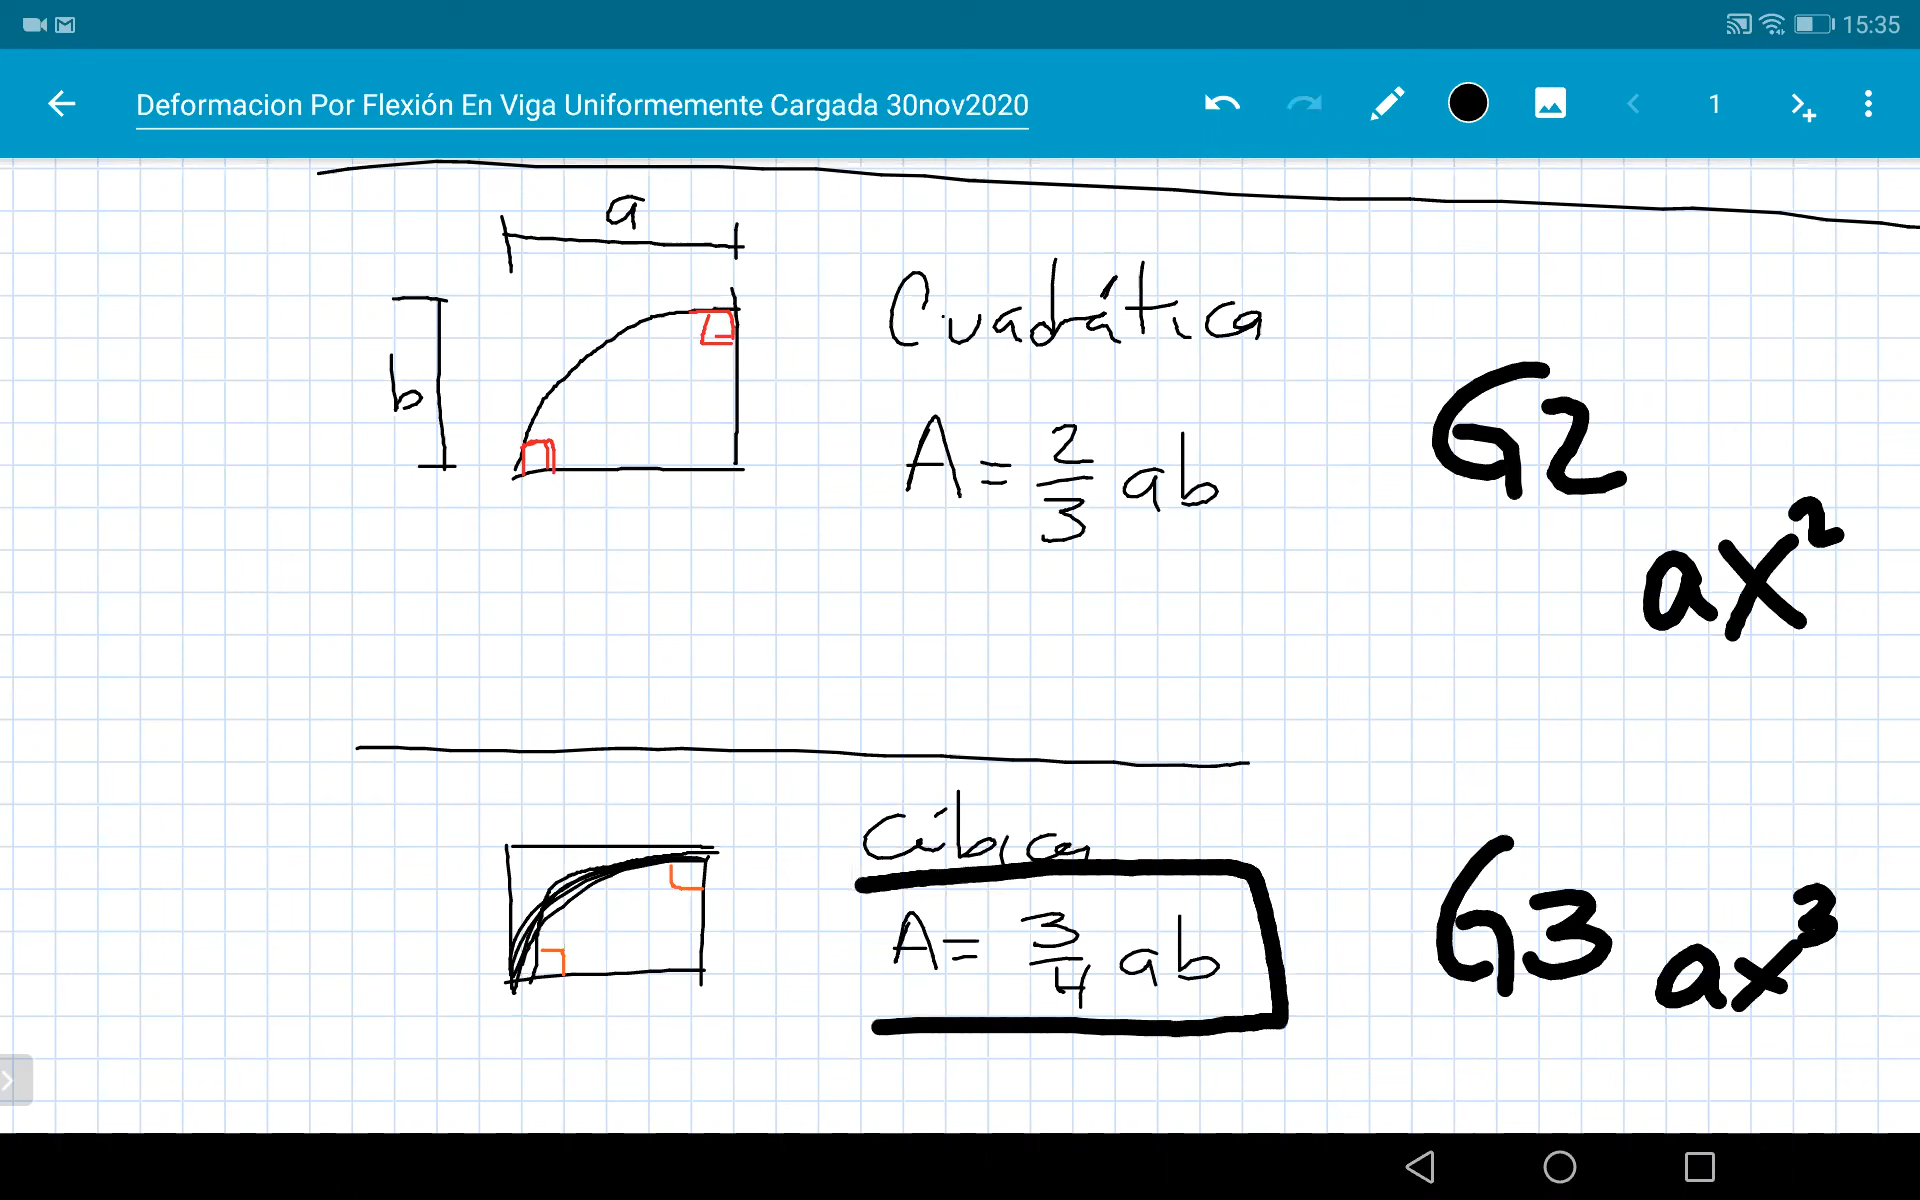 15:35
Deformacion Por Flexión En Viga Uniformemente Cargada 30nov2020
1
a
b
Cuadrática
A = 2/3 ab
G2
ax²
Cúbica
A = 3/4 ab
G3 ax³